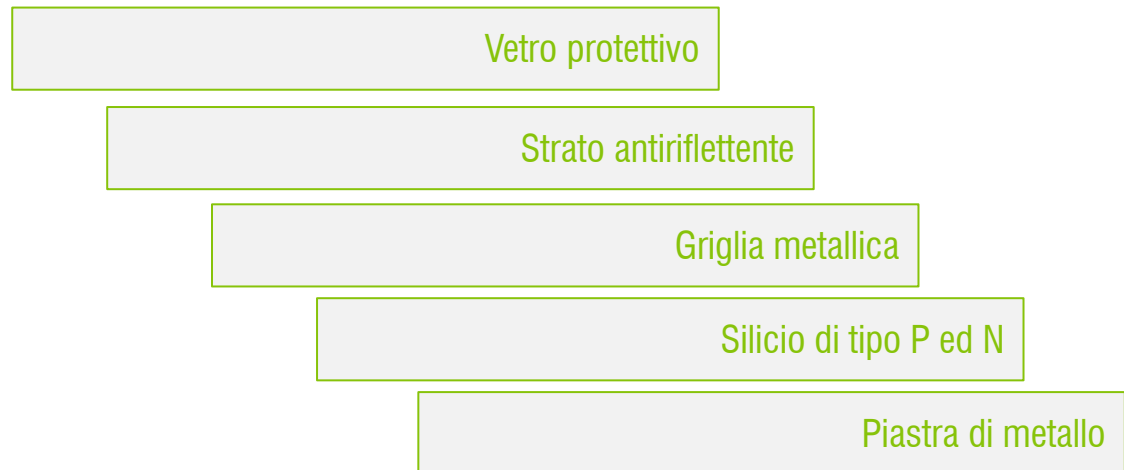 Vetro protettivo
Strato antiriflettente
Griglia metallica
Silicio di tipo P ed N
Piastra di metallo